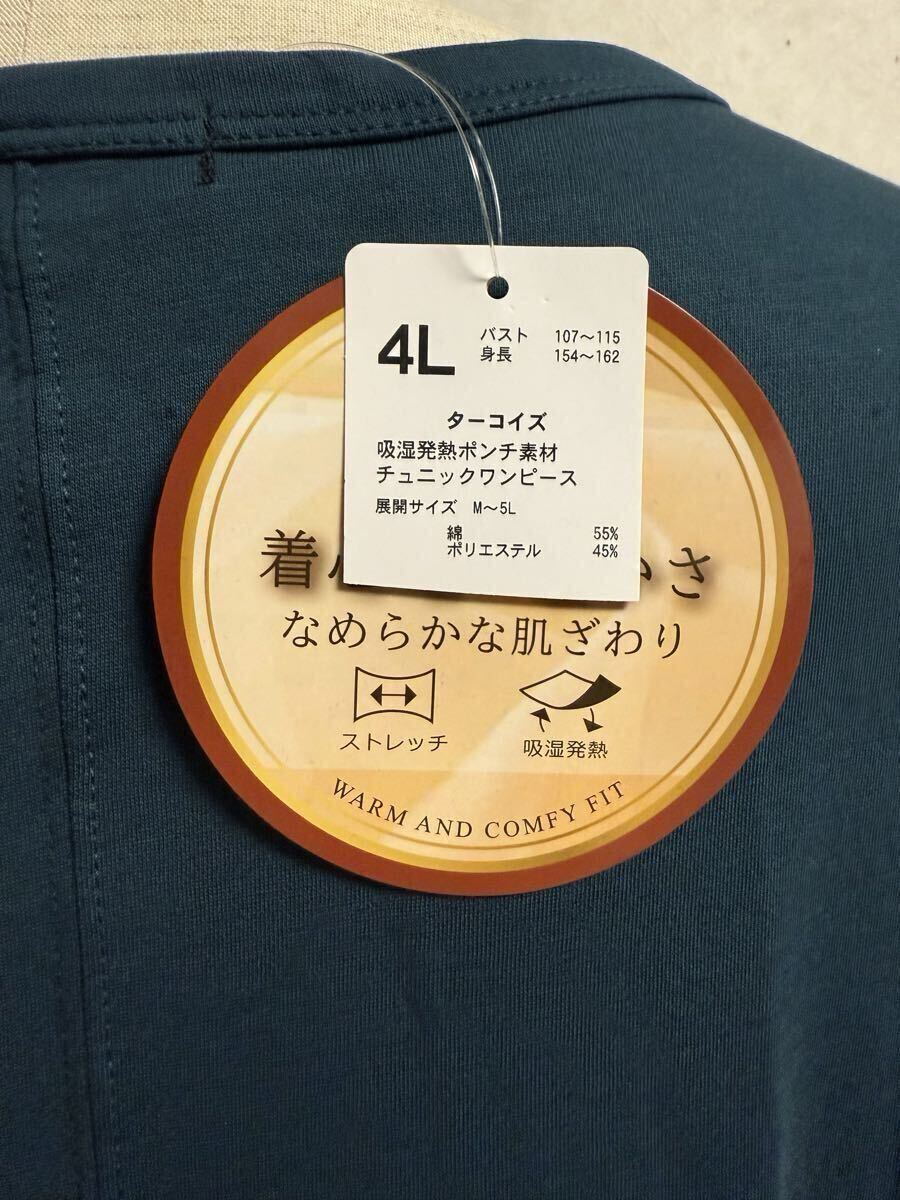 4L
バスト 107～115
身長 154～162
ターコイズ
吸湿発熱ポンチ素材
チュニックワンピース
展開サイズ M～5L
綿 55%
ポリエステル 45%
着 さ
なめらかな肌ざわり
ストレッチ 吸湿発熱
WARM AND COMFY FIT